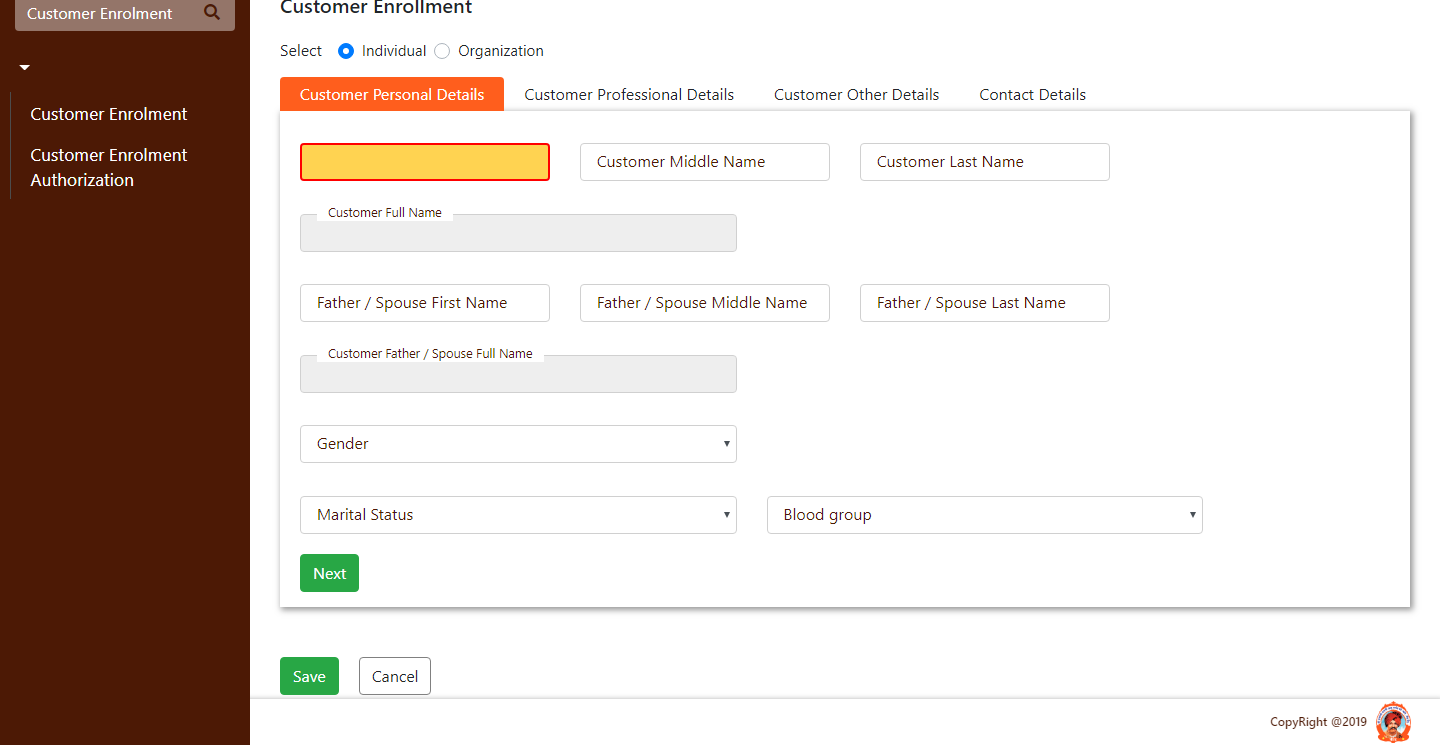 Customer Enrolment
Customer Enrolment
Customer Enrolment
Authorization
Customer Enrollment
Select Individual Organization
Customer Personal Details Customer Professional Details Customer Other Details Contact Details
Customer Middle Name Customer Last Name
Customer Full Name
Father / Spouse First Name Father / Spouse Middle Name Father / Spouse Last Name
Customer Father / Spouse Full Name
Gender
Marital Status Blood group
Next
Save Cancel
CopyRight @2019